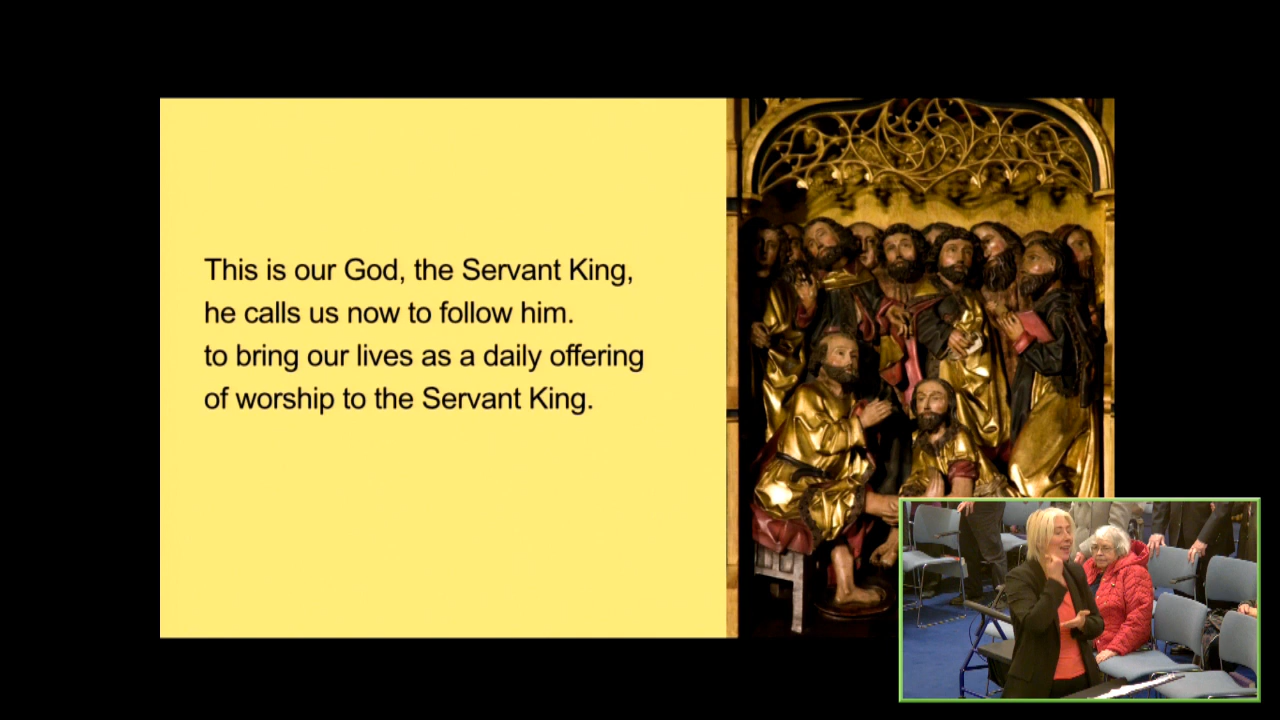 This is our God, the Servant King,
he calls us now to follow him.
to bring our lives as a daily offering
of worship to the Servant King.